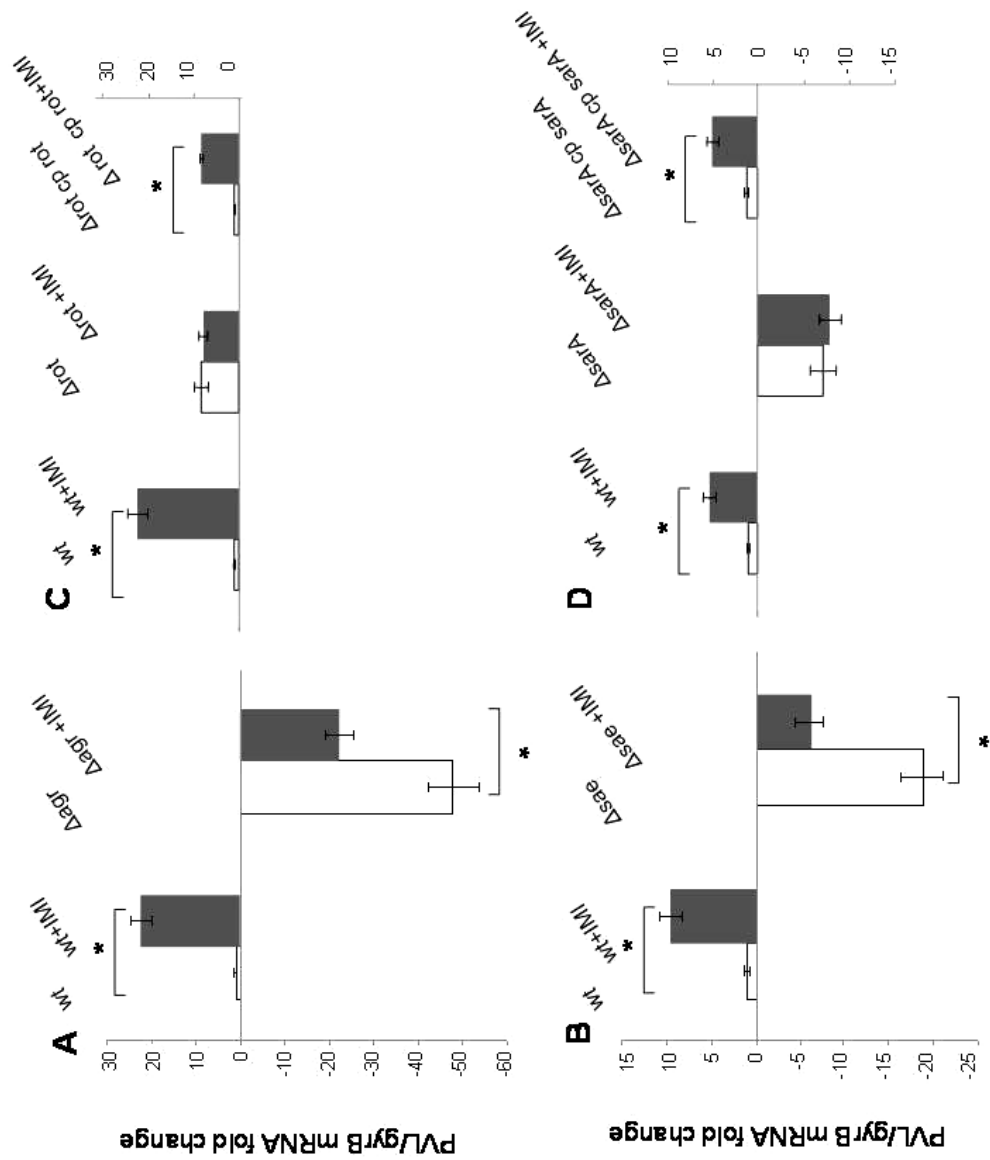 A
PVL/gyrB mRNA fold change
30
20
10
0
-10
-20
-30
-40
-50
-60
wt
wt+IMI
Δagr
Δagr +IMI
*
*
C
30
20
10
0
wt
wt+IMI
Δrot
Δrot +IMI
Δrot cp rot
Δ rot cp rot+IMI
*
*
B
PVL/gyrB mRNA fold change
15
10
5
0
-5
-10
-15
-20
-25
wt
wt+IMI
Δsae
Δsae +IMI
*
*
D
10
5
0
-5
-10
-15
wt
wt+IMI
ΔsarA
ΔsarA+IMI
ΔsarA cp sarA
ΔsarA cp sarA +IMI
*
*